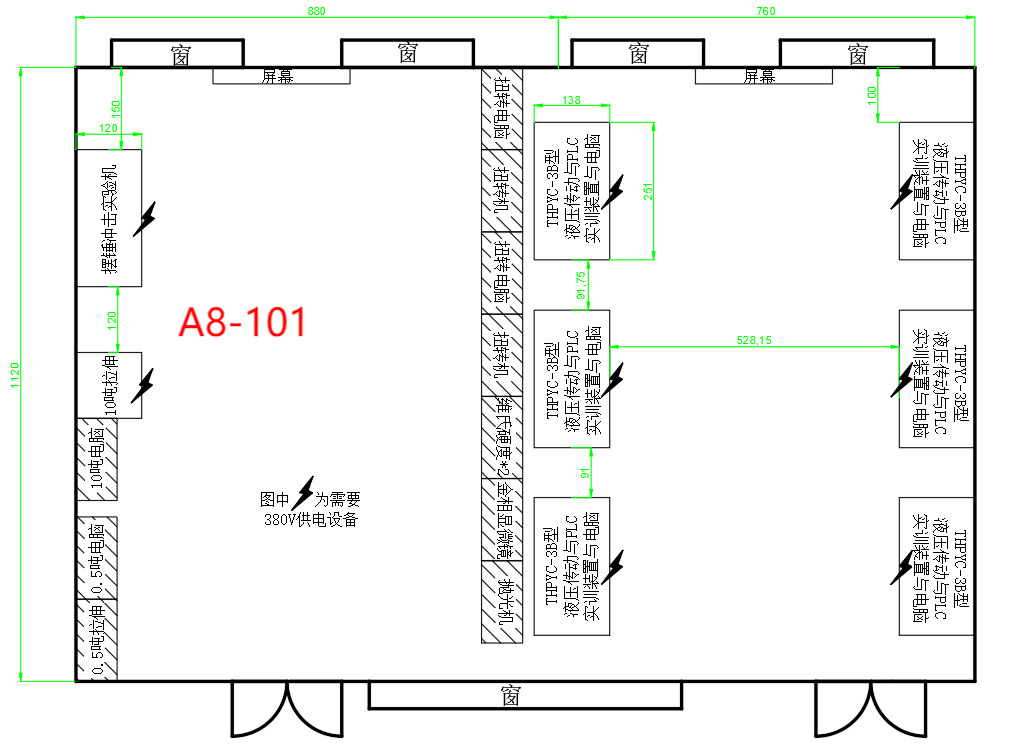 880
760
窗
窗
窗
窗
屏幕
屏幕
150
120
138
100
251
摆锤冲击实验机
120
10吨拉伸
10吨电脑
0.5吨电脑
0.5吨拉伸
1120
A8-101
图中
为需要
380V供电设备
扭转电脑
扭转机
扭转电脑
扭转机
维氏硬度*2
金相显微镜
抛光机
THPYC-3B型
液压传动与PLC
实训装置与电脑
91,75
THPYC-3B型
液压传动与PLC
实训装置与电脑
91
THPYC-3B型
液压传动与PLC
实训装置与电脑
528,15
THPYC-3B型
液压传动与PLC
实训装置与电脑
THPYC-3B型
液压传动与PLC
实训装置与电脑
THPYC-3B型
液压传动与PLC
实训装置与电脑
窗